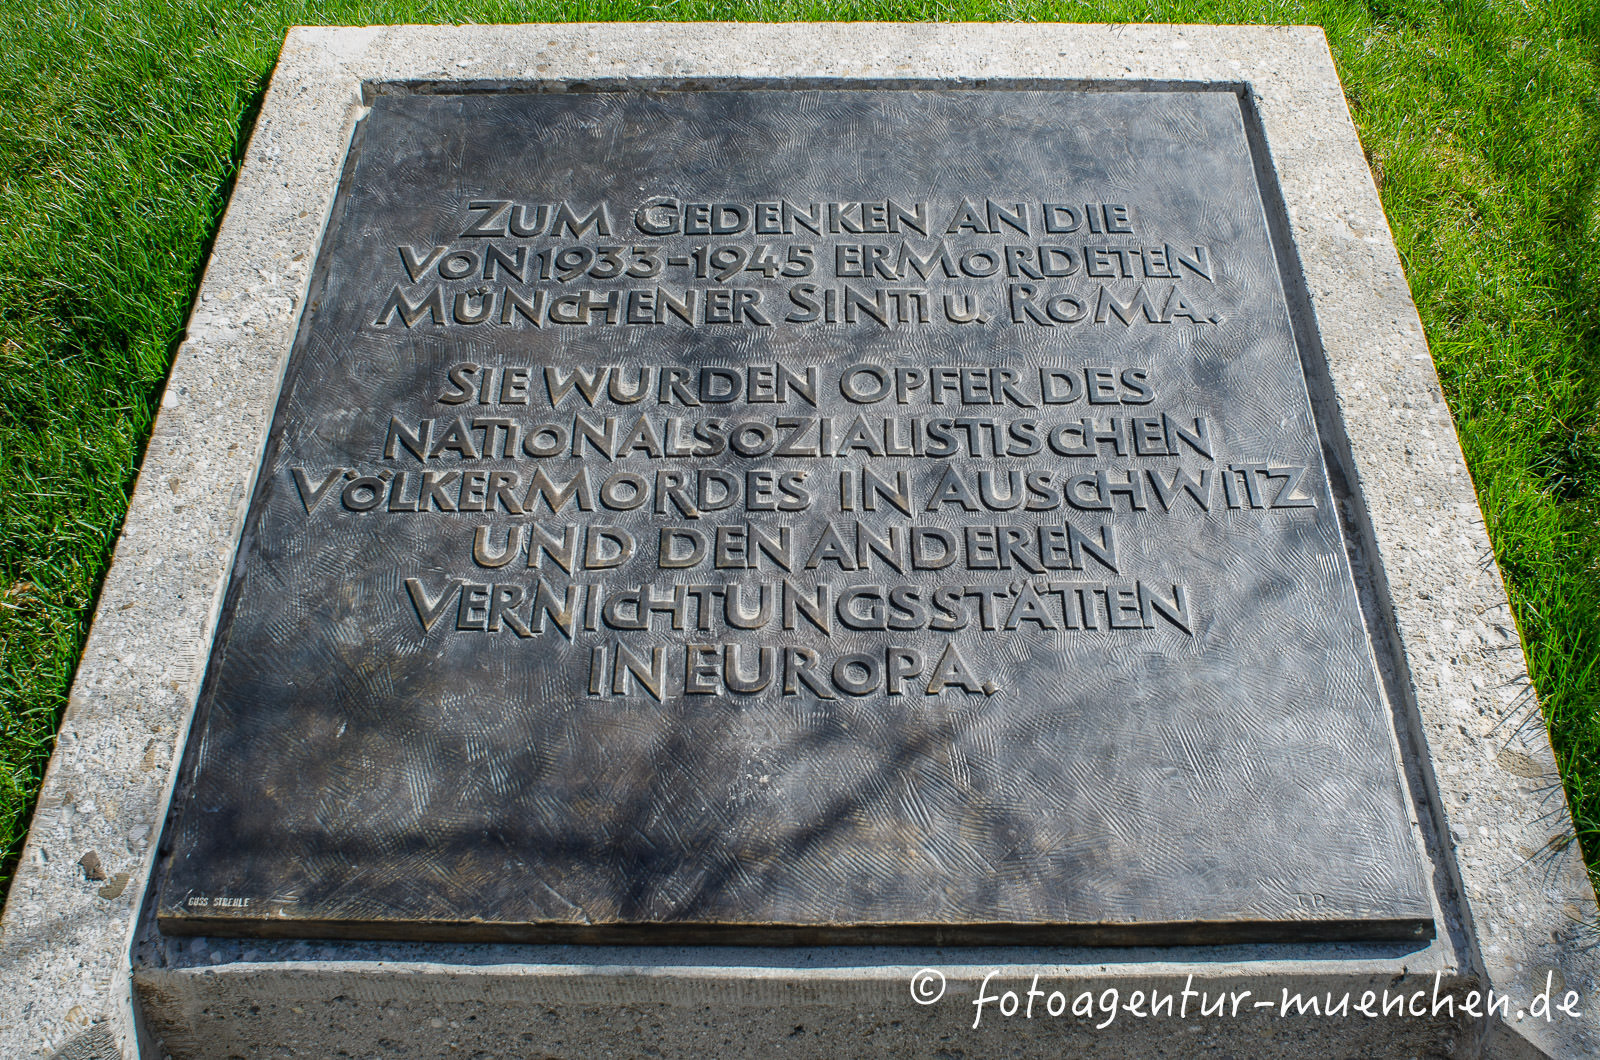 ZUM GEDENKEN AN DIE
VON 1933-1945 ERMORDETEN
MÜNCHENER SINTI U. ROMA.
SIE WURDEN OPFER DES
NATIONALSOZIALISTISCHEN
VÖLKERMORDES IN AUSCHWITZ
UND DEN ANDEREN
VERNICHTUNGSSTÄTTEN
IN EUROPA.
GUSS STREHLE
© fotoagentur-muenchen.de